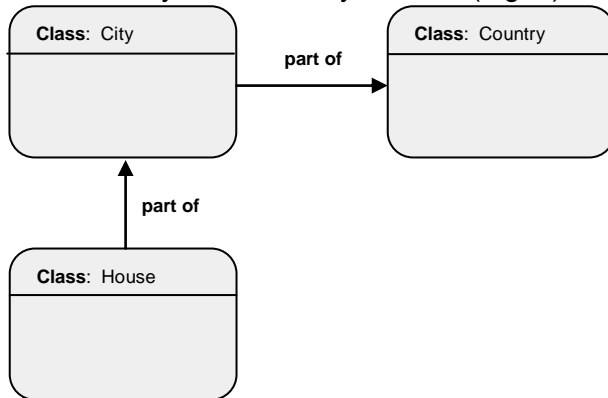 Class: City
part of
Class: Country
part of
Class: House